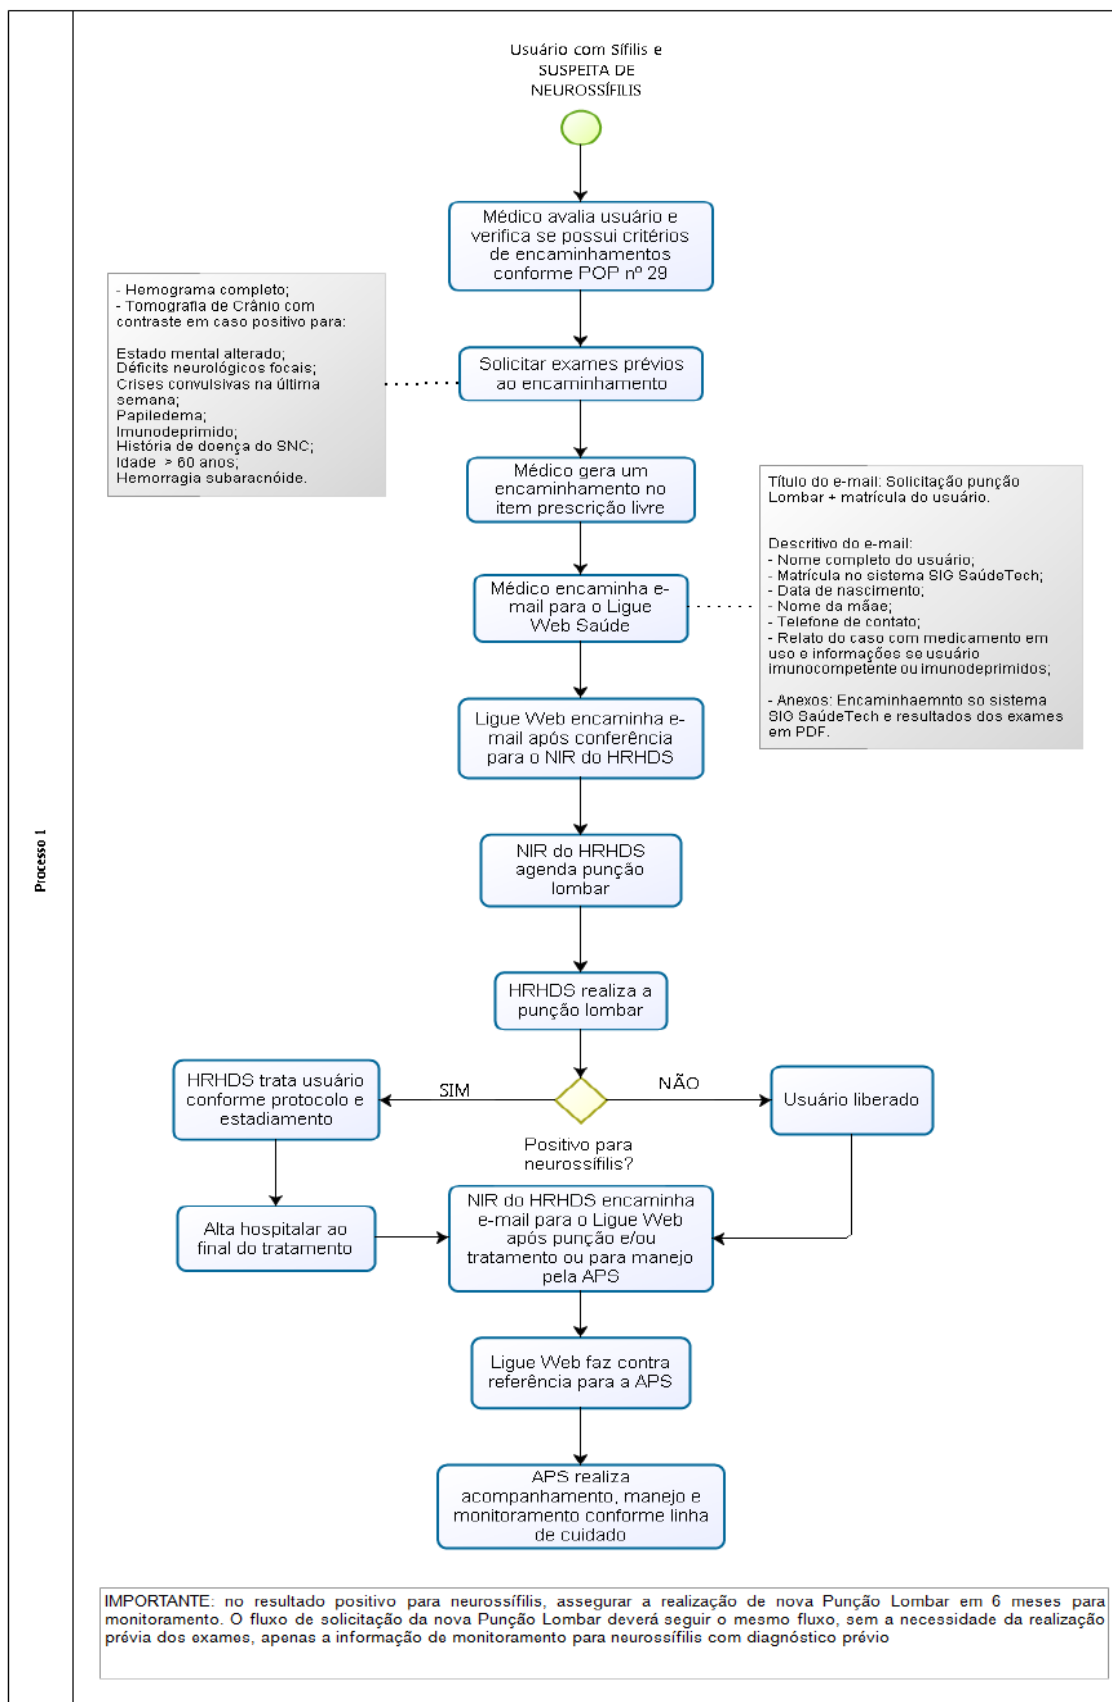 Usuário com Sífilis e
SUSPEITA DE
NEUROSSÍFILIS
Médico avalia usuário e
verifica se possui critérios
de encaminhamentos
conforme POP nº 29
- Hemograma completo;
- Tomografia de Crânio com
contraste em caso positivo para:
Estado mental alterado;
Déficits neurológicos focais;
Crises convulsivas na última
semana;
Papiledema;
Imunodeprimido;
História de doença do SNC;
Idade > 60 anos;
Hemorragia subaracnóide.
Solicitar exames prévios
ao encaminhamento
Médico gera um
encaminhamento no
item prescrição livre
Título do e-mail: Solicitação punção
Lombar + matrícula do usuário.
Descritivo do e-mail:
- Nome completo do usuário;
- Matrícula no sistema SIG SaúdeTech;
- Data de nascimento;
- Nome da mãae;
- Telefone de contato;
- Relato do caso com medicamento em
uso e informações se usuário
imunocompetente ou imunodeprimidos;
- Anexos: Encaminhaemnto so sistema
SIG SaúdeTech e resultados dos exames
em PDF.
Médico encaminha e-
mail para o Ligue
Web Saúde
Ligue Web encaminha e-
mail após conferência
para o NIR do HRHDS
Processo 1
NIR do HRHDS
agenda punção
lombar
HRHDS realiza a
punção lombar
HRHDS trata usuário
conforme protocolo e
estadiamento
SIM
NÃO
Usuário liberado
Positivo para
neurossífilis?
Alta hospitalar ao
final do tratamento
NIR do HRHDS encaminha
e-mail para o Ligue Web
após punção e/ou
tratamento ou para manejo
pela APS
Ligue Web faz contra
referência para a APS
APS realiza
acompanhamento, manejo e
monitoramento conforme linha
de cuidado
IMPORTANTE: no resultado positivo para neurossífilis, assegurar a realização de nova Punção Lombar em 6 meses para
monitoramento. O fluxo de solicitação da nova Punção Lombar deverá seguir o mesmo fluxo, sem a necessidade da realização
prévia dos exames, apenas a informação de monitoramento para neurossífilis com diagnóstico prévio